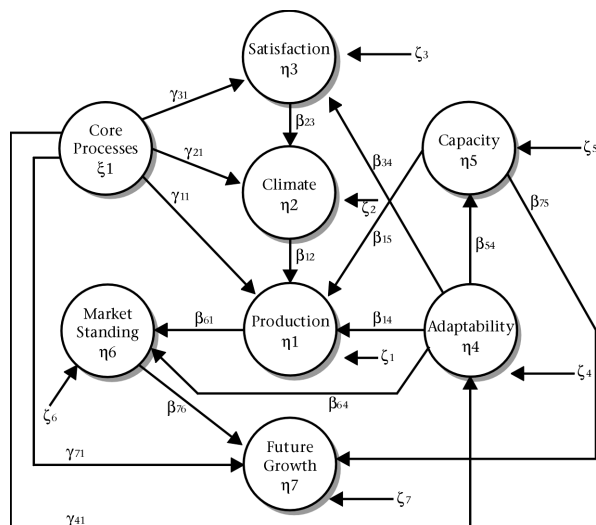 Satisfaction
η3
ζ3
γ31
Core
Processes
ξ1
β23
Capacity
η5
ζ5
γ21
β34
Climate
η2
ζ2
β75
γ11
β15
β54
β12
Market
Standing
η6
β61
Production
η1
β14
Adaptability
η4
ζ1
ζ4
ζ6
β76
β64
Future
Growth
η7
γ71
ζ7
γ41